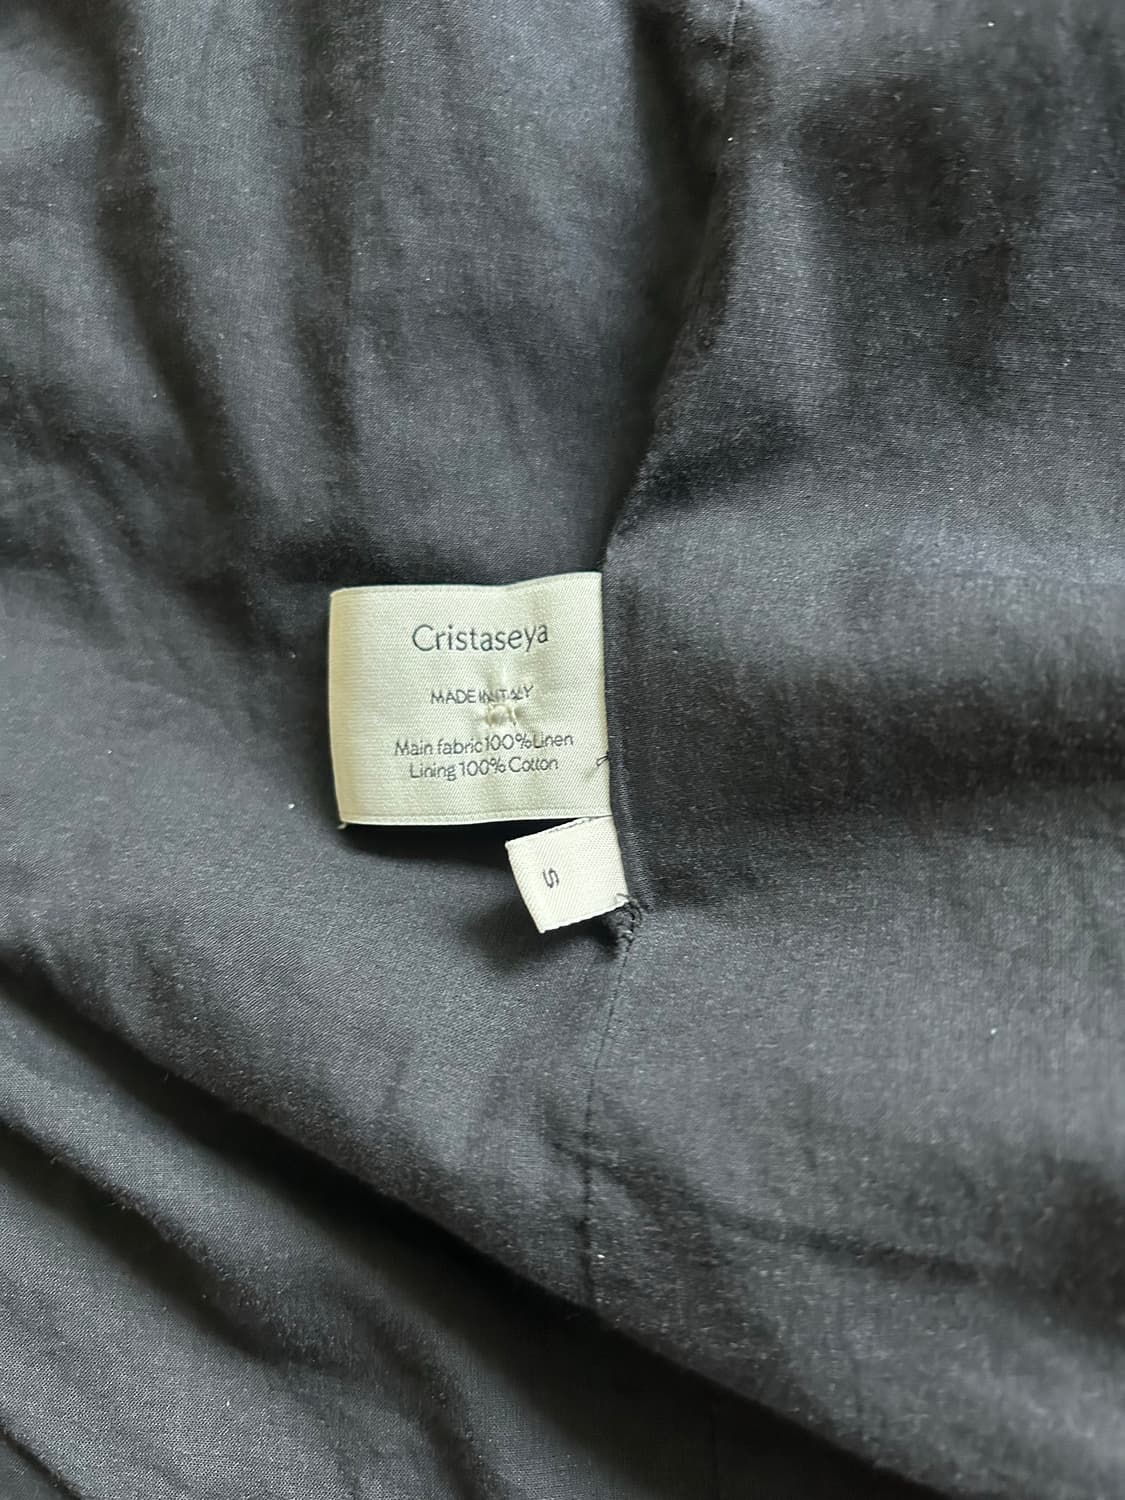 Cristaseya
MADE IN ITALY
Main fabric 100% Linen
Lining 100% Cotton
S